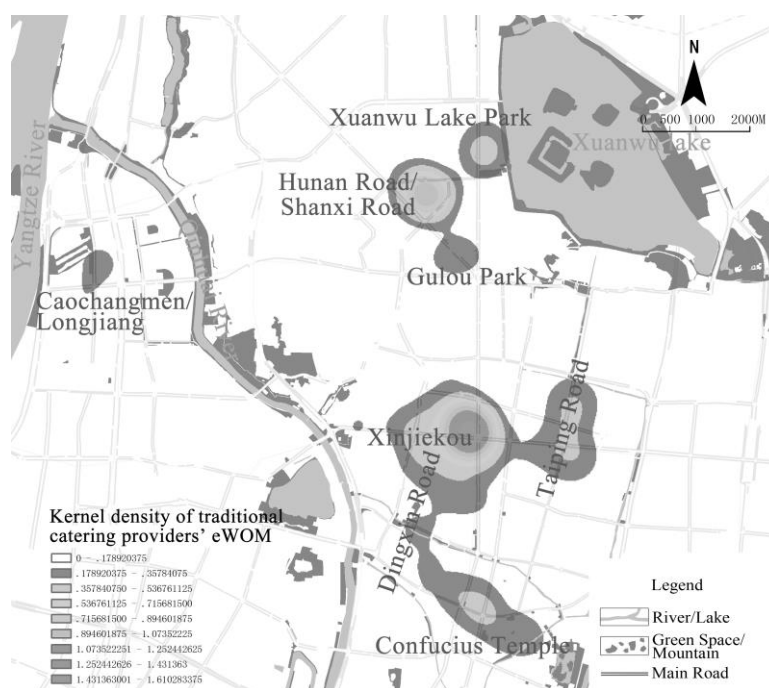 N
0 500 1000 2000M
Xuanwu Lake Park
Xuanwu Lake
Hunan Road/
Shanxi Road
Gulou Park
Yangtze River
Caochangmen/
Longjiang
River
Xinjiekou
Taiping Road
Dingxin Road
Confucius Temple
Kernel density of traditional
catering providers' eWOM
0 - .178920375
.178920375 - .35784075
.357840750 - .536761125
.536761125 - .715681500
.715681500 - .894601875
.894601875 - 1.07352225
1.073522251 - 1.252442625
1.252442626 - 1.431363
1.431363001 - 1.610283375
Legend
River/Lake
Green Space/
Mountain
Main Road